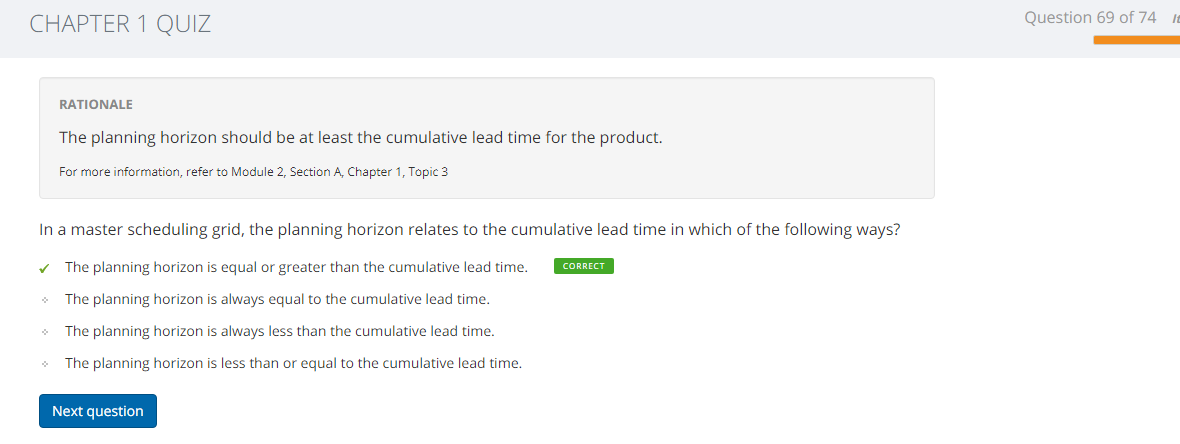 CHAPTER 1 QUIZ
Question 69 of 74
RATIONALE
The planning horizon should be at least the cumulative lead time for the product.
For more information, refer to Module 2, Section A, Chapter 1, Topic 3
In a master scheduling grid, the planning horizon relates to the cumulative lead time in which of the following ways?
The planning horizon is equal or greater than the cumulative lead time. CORRECT
The planning horizon is always equal to the cumulative lead time.
The planning horizon is always less than the cumulative lead time.
The planning horizon is less than or equal to the cumulative lead time.
Next question